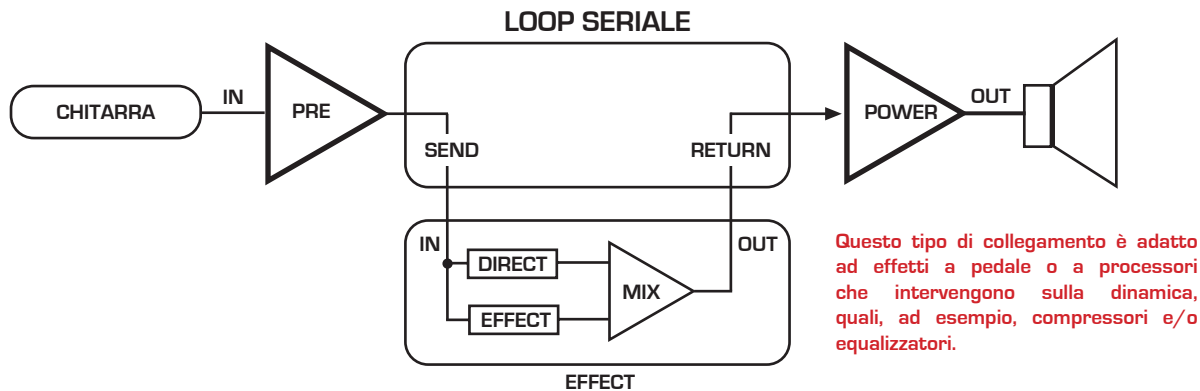 LOOP SERIALE
CHITARRA
IN
PRE
SEND
RETURN
POWER
OUT
IN
DIRECT
EFFECT
MIX
OUT
EFFECT
Questo tipo di collegamento è adatto
ad effetti a pedale o a processori
che intervengono sulla dinamica,
quali, ad esempio, compressori e/o
equalizzatori.